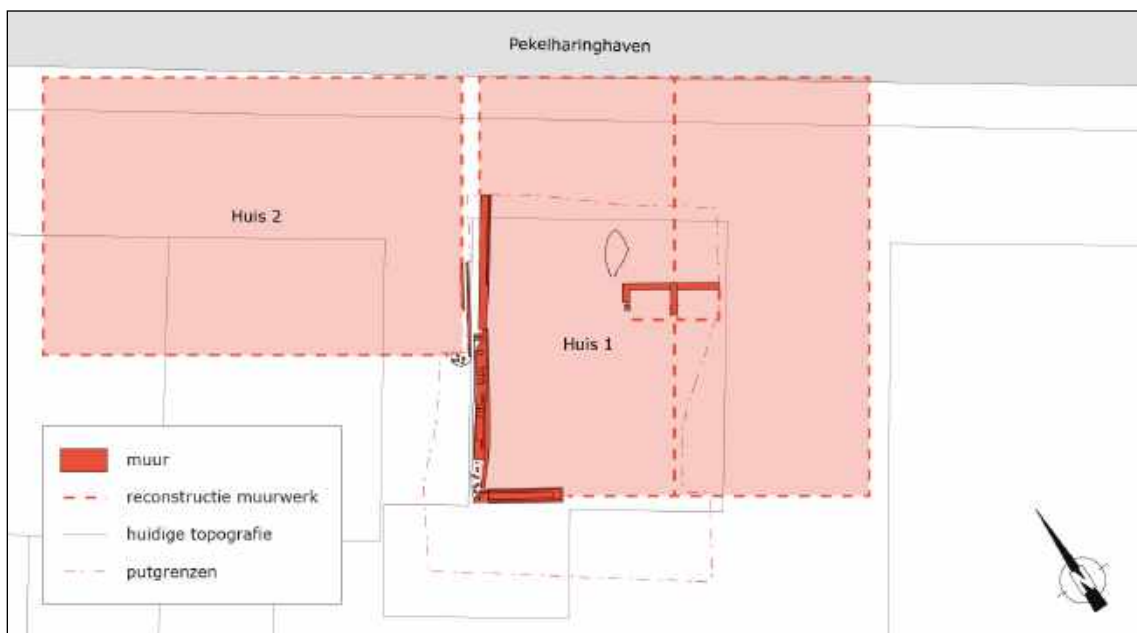 Pekelharinghaven
Huis 2
Huis 1
muur
reconstructie muurwerk
huidige topografie
putgrenzen